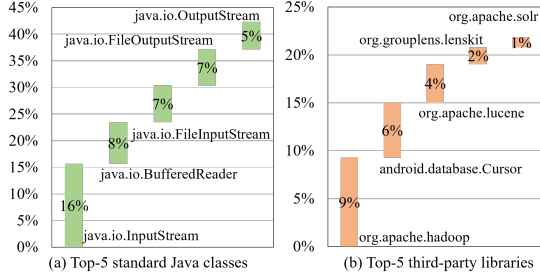 45%
40%
35%
30%
25%
20%
15%
10%
5%
0%
java.io.OutputStream
5%
java.io.FileOutputStream
7%
7%
java.io.FileInputStream
8%
java.io.BufferedReader
16%
java.io.InputStream
(a) Top-5 standard Java classes
25%
20%
15%
10%
5%
0%
org.apache.solr
1%
org.grouplens.lenskit
2%
4%
org.apache.lucene
6%
android.database.Cursor
9%
org.apache.hadoop
(b) Top-5 third-party libraries